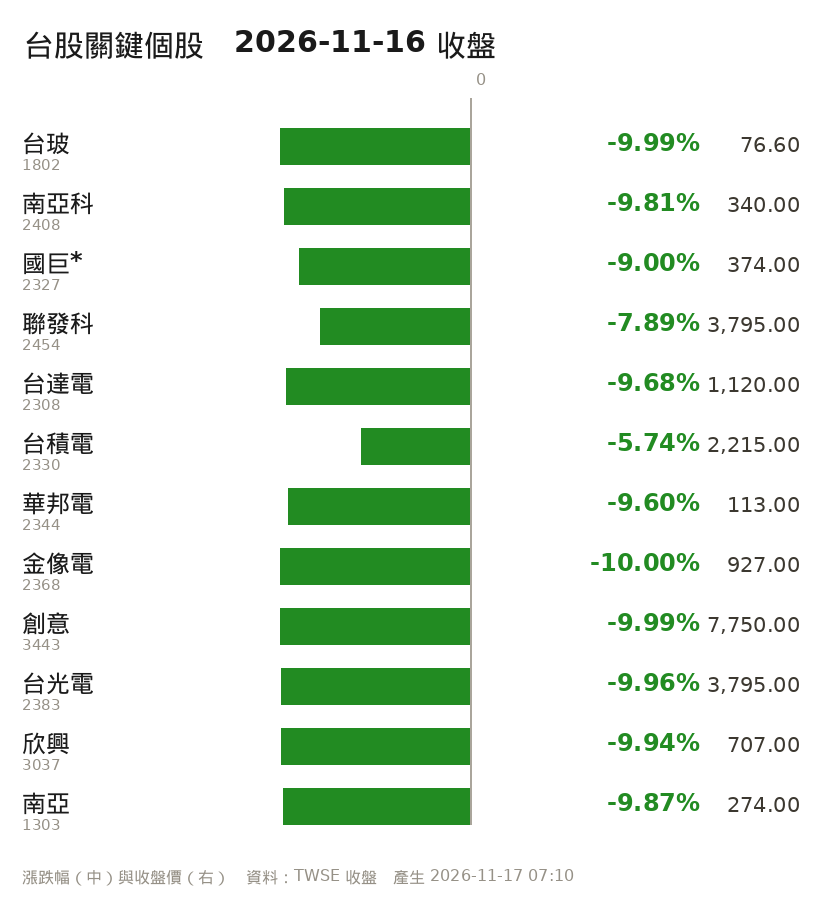 台股關鍵個股 2026-11-16 收盤
0
台玻 -9.99% 76.60
1802
南亞科 -9.81% 340.00
2408
國巨* -9.00% 374.00
2327
聯發科 -7.89% 3,795.00
2454
台達電 -9.68% 1,120.00
2308
台積電 -5.74% 2,215.00
2330
華邦電 -9.60% 113.00
2344
金像電 -10.00% 927.00
2368
創意 -9.99% 7,750.00
3443
台光電 -9.96% 3,795.00
2383
欣興 -9.94% 707.00
3037
南亞 -9.87% 274.00
1303
漲跌幅（中）與收盤價（右） 資料：TWSE 收盤 產生 2026-11-17 07:10